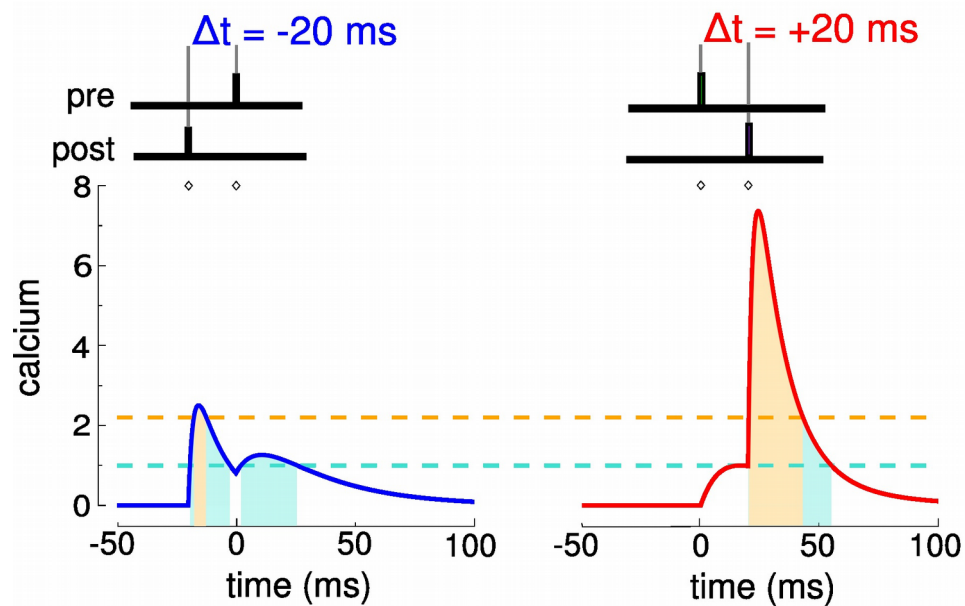 Δt = -20 ms
Δt = +20 ms
pre
post
8
6
4
2
0
calcium
-50 0 50 100
-50 0 50 100
time (ms)
time (ms)